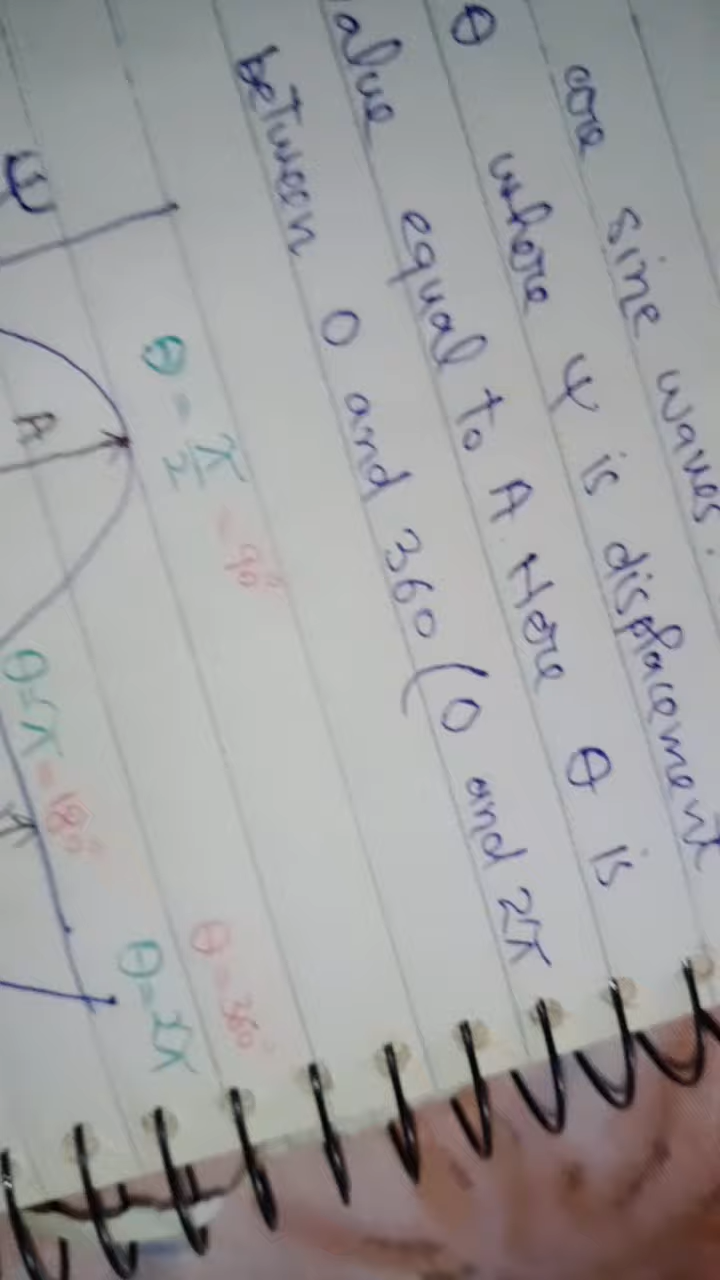 are sine waves.
θ where ψ is displacement
alue equal to A. Here θ is
between 0 and 360 (0 and 2π
θ = π/2 = 90°
θ = 360°
θ = 2π
ψ
A
θ = π = 180°